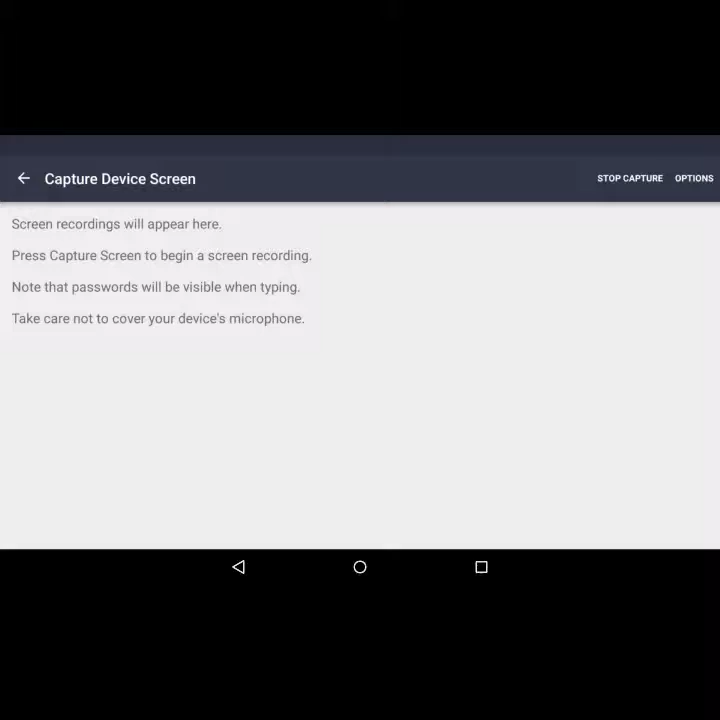 Capture Device Screen
STOP CAPTURE
OPTIONS
Screen recordings will appear here.
Press Capture Screen to begin a screen recording.
Note that passwords will be visible when typing.
Take care not to cover your device's microphone.